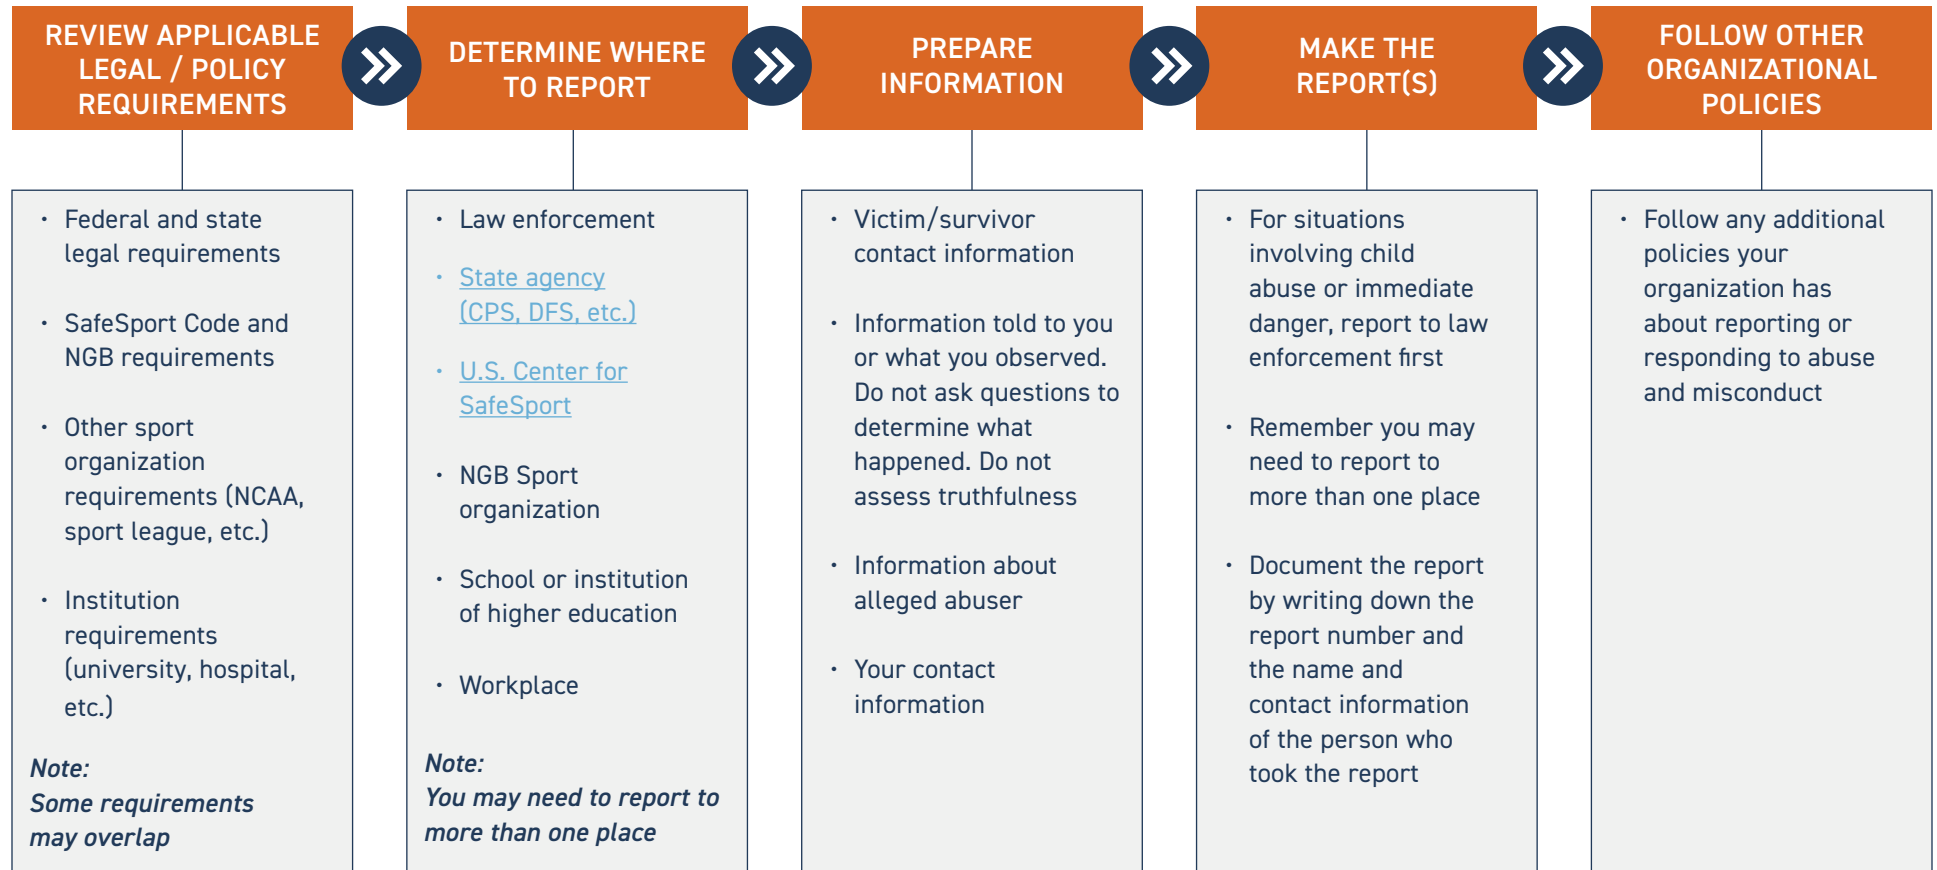 REVIEW APPLICABLE
LEGAL / POLICY
REQUIREMENTS
· Federal and state
legal requirements
· SafeSport Code and
NGB requirements
· Other sport
organization
requirements (NCAA,
sport league, etc.)
· Institution
requirements
(university, hospital,
etc.)
Note:
Some requirements
may overlap
DETERMINE WHERE
TO REPORT
· Law enforcement
· State agency
(CPS, DFS, etc.)
· U.S. Center for
SafeSport
· NGB Sport
organization
· School or institution
of higher education
· Workplace
Note:
You may need to report to
more than one place
PREPARE
INFORMATION
· Victim/survivor
contact information
· Information told to you
or what you observed.
Do not ask questions to
determine what
happened. Do not
assess truthfulness
· Information about
alleged abuser
· Your contact
information
MAKE THE
REPORT(S)
· For situations
involving child
abuse or immediate
danger, report to law
enforcement first
· Remember you may
need to report to
more than one place
· Document the report
by writing down the
report number and
the name and
contact information
of the person who
took the report
FOLLOW OTHER
ORGANIZATIONAL
POLICIES
· Follow any additional
policies your
organization has
about reporting or
responding to abuse
and misconduct